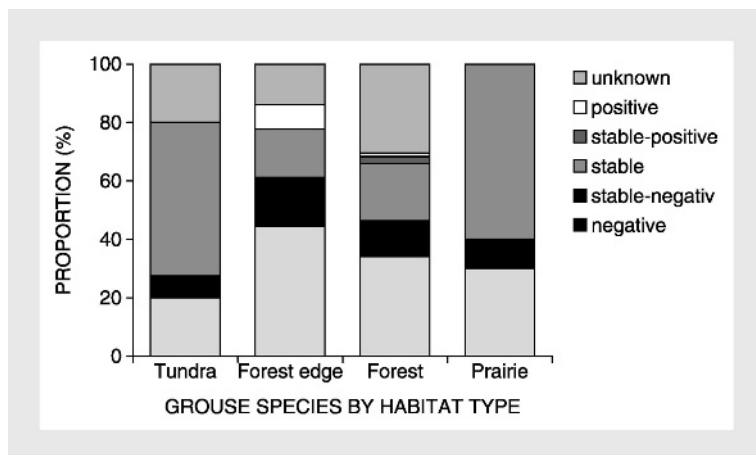 100
80
60
40
20
0
PROPORTION (%)
Tundra Forest edge Forest Prairie
GROUSE SPECIES BY HABITAT TYPE
unknown
positive
stable-positive
stable
stable-negativ
negative